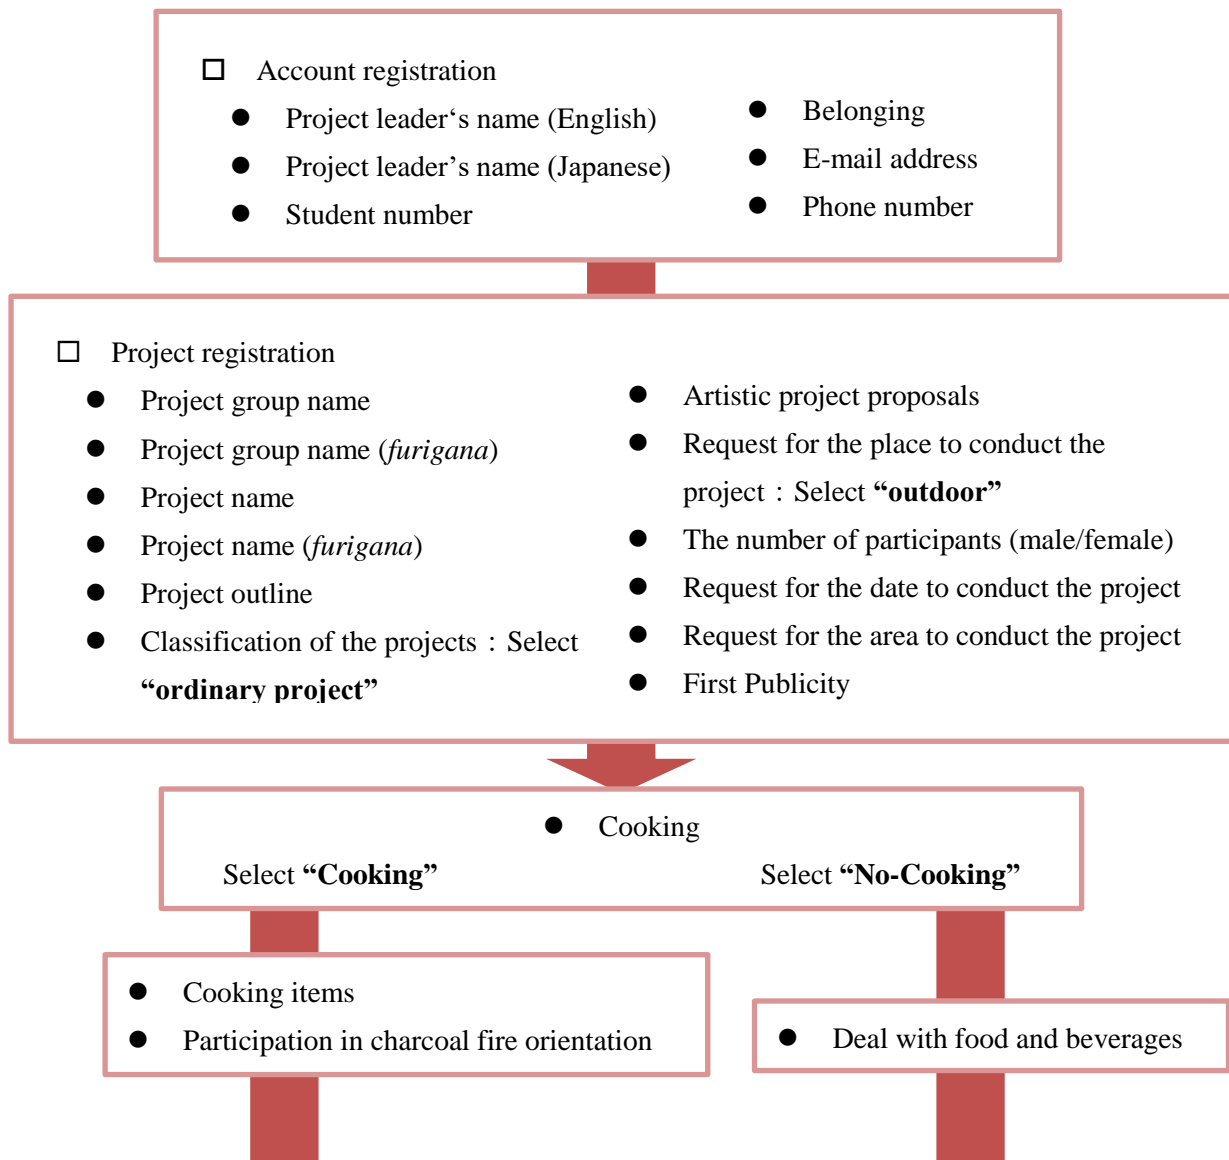 □ Account registration
● Project leader‘s name (English)
● Project leader’s name (Japanese)
● Student number
● Belonging
● E-mail address
● Phone number
□ Project registration
● Project group name
● Project group name (furigana)
● Project name
● Project name (furigana)
● Project outline
● Classification of the projects：Select
“ordinary project”
● Artistic project proposals
● Request for the place to conduct the
project：Select “outdoor”
● The number of participants (male/female)
● Request for the date to conduct the project
● Request for the area to conduct the project
● First Publicity
● Cooking
Select “Cooking”
Select “No-Cooking”
● Cooking items
● Participation in charcoal fire orientation
● Deal with food and beverages